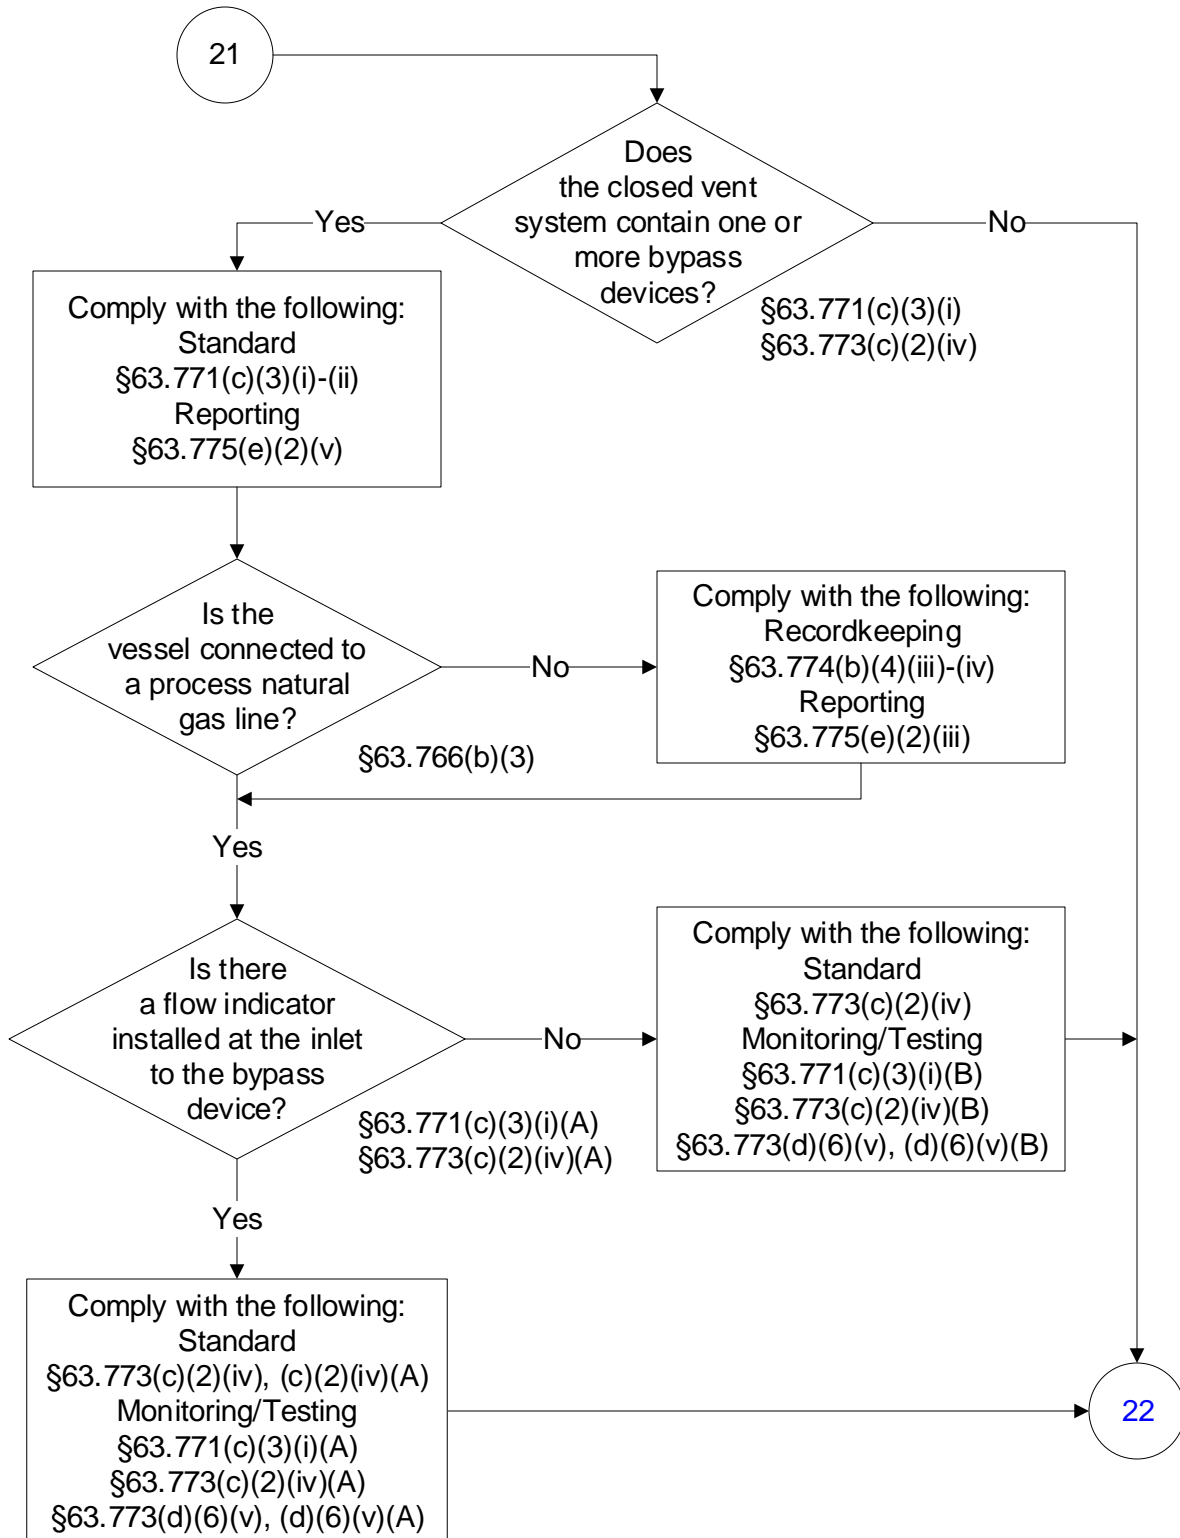 21
Does
the closed vent
system contain one or
more bypass
devices?
Yes
No
§63.771(c)(3)(i)
§63.773(c)(2)(iv)
Comply with the following:
Standard
§63.771(c)(3)(i)-(ii)
Reporting
§63.775(e)(2)(v)
Is the
vessel connected to
a process natural
gas line?
No
§63.766(b)(3)
Comply with the following:
Recordkeeping
§63.774(b)(4)(iii)-(iv)
Reporting
§63.775(e)(2)(iii)
Yes
Is there
a flow indicator
installed at the inlet
to the bypass
device?
No
§63.771(c)(3)(i)(A)
§63.773(c)(2)(iv)(A)
Comply with the following:
Standard
§63.773(c)(2)(iv)
Monitoring/Testing
§63.771(c)(3)(i)(B)
§63.773(c)(2)(iv)(B)
§63.773(d)(6)(v), (d)(6)(v)(B)
Yes
Comply with the following:
Standard
§63.773(c)(2)(iv), (c)(2)(iv)(A)
Monitoring/Testing
§63.771(c)(3)(i)(A)
§63.773(c)(2)(iv)(A)
§63.773(d)(6)(v), (d)(6)(v)(A)
22